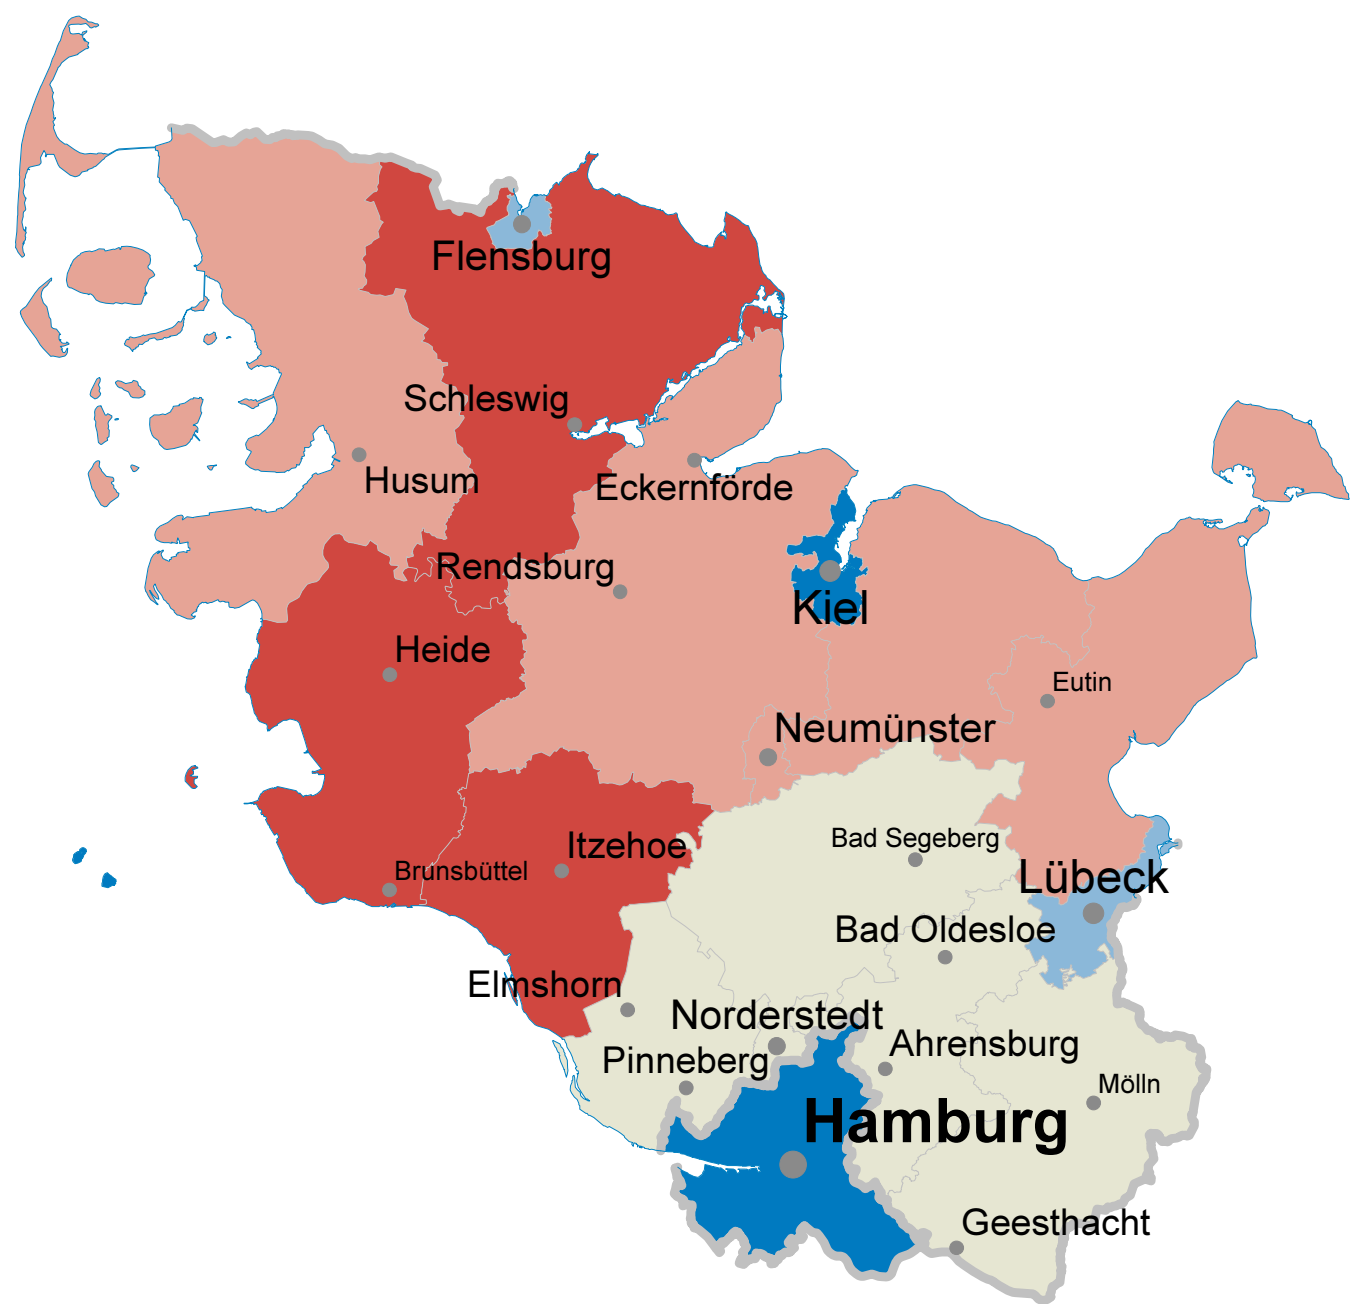 Flensburg
Schleswig
Husum
Eckernförde
Rendsburg
Kiel
Heide
Eutin
Neumünster
Bad Segeberg
Itzehoe
Brunsbüttel
Lübeck
Bad Oldesloe
Elmshorn
Norderstedt
Ahrensburg
Pinneberg
Mölln
Hamburg
Geesthacht